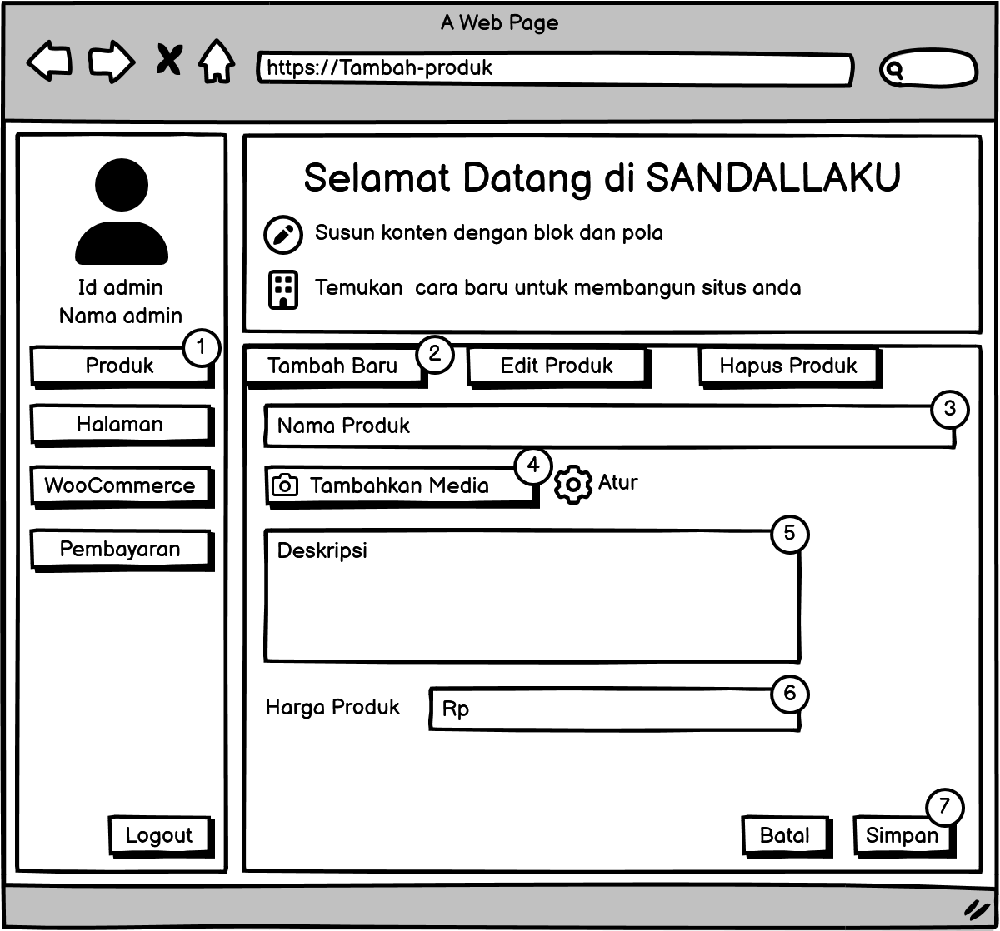 A Web Page
https://Tambah-produk
Id admin
Nama admin
1
Produk
Halaman
WooCommerce
Pembayaran
Logout
Selamat Datang di SANDALLAKU
Susun konten dengan blok dan pola
Temukan cara baru untuk membangun situs anda
Tambah Baru 2 Edit Produk Hapus Produk
Nama Produk 3
Tambahkan Media 4 Atur
Deskripsi 5
Harga Produk Rp 6
7
Batal Simpan